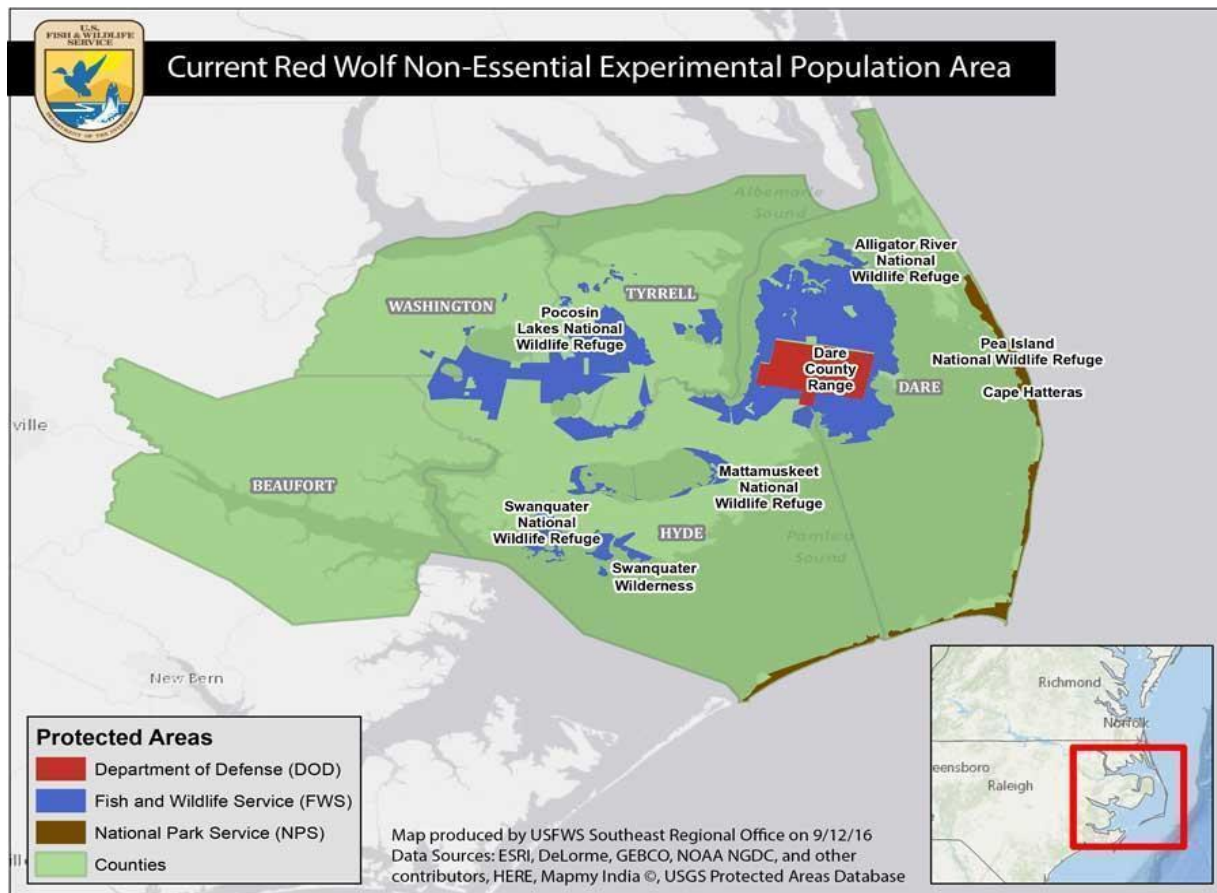 U.S.
FISH & WILDLIFE
SERVICE
DEPARTMENT OF THE INTERIOR
Current Red Wolf Non-Essential Experimental Population Area
Albemarle
Sound
Alligator River
National
Wildlife Refuge
WASHINGTON
TYRRELL
Pocosin
Lakes National
Wildlife Refuge
Pea Island
National Wildlife Refuge
Dare
County
Range
DARE
Cape Hatteras
ville
BEAUFORT
Mattamuskeet
National
Wildlife Refuge
Swanquater
National
Wildlife Refuge
HYDE
Pamlico
Sound
Swanquater
Wilderness
New Bern
Protected Areas
Department of Defense (DOD)
Fish and Wildlife Service (FWS)
National Park Service (NPS)
Counties
Map produced by USFWS Southeast Regional Office on 9/12/16
Data Sources: ESRI, DeLorme, GEBCO, NOAA NGDC, and other
contributors, HERE, Mapmy India ©, USGS Protected Areas Database
Richmond
Norfolk
eensboro
Raleigh